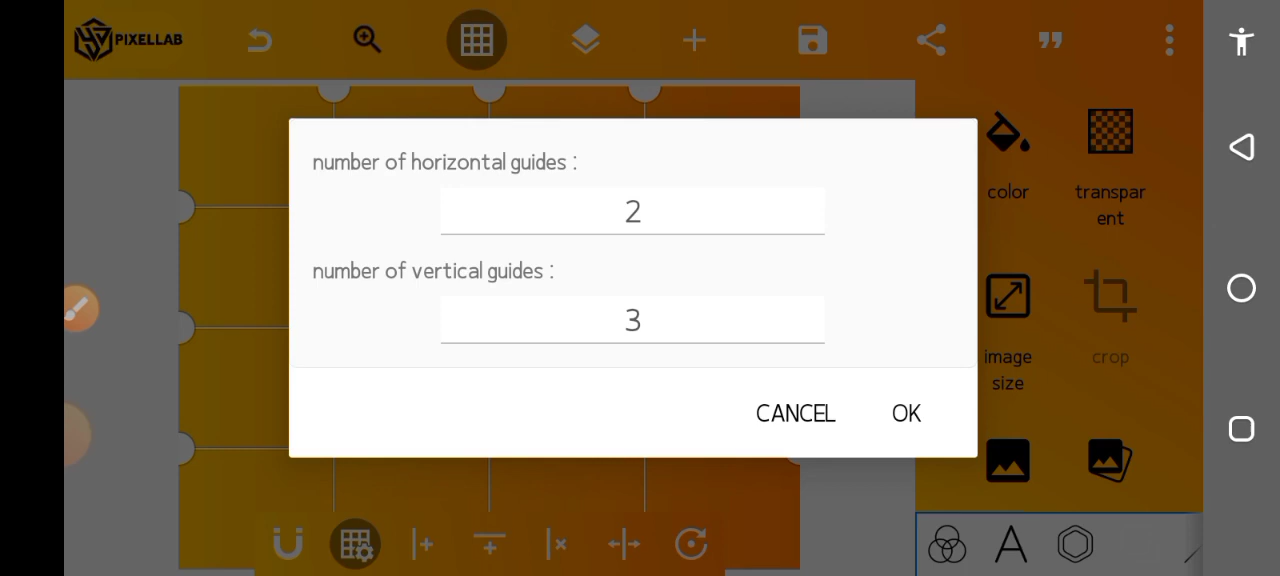 PIXELLAB
number of horizontal guides :
2
number of vertical guides :
3
CANCEL OK
color
transpar
ent
image
size
crop